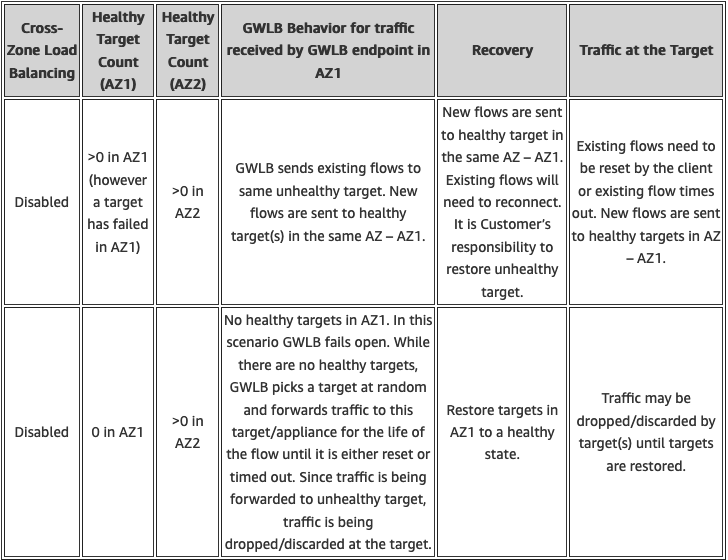 Cross-
Zone Load
Balancing
Healthy
Target
Count
(AZ1)
Healthy
Target
Count
(AZ2)
GWLB Behavior for traffic
received by GWLB endpoint in
AZ1
Recovery
Traffic at the Target
Disabled
>0 in AZ1
(however
a target
has failed
in AZ1)
>0 in
AZ2
GWLB sends existing flows to
same unhealthy target. New
flows are sent to healthy
target(s) in the same AZ – AZ1.
New flows are sent
to healthy target in
the same AZ – AZ1.
Existing flows will
need to reconnect.
It is Customer’s
responsibility to
restore unhealthy
target.
Existing flows need to
be reset by the client
or existing flow times
out. New flows are sent
to healthy targets in AZ
– AZ1.
Disabled
0 in AZ1
>0 in
AZ2
No healthy targets in AZ1. In this
scenario GWLB fails open. While
there are no healthy targets,
GWLB picks a target at random
and forwards traffic to this
target/appliance for the life of
the flow until it is either reset or
timed out. Since traffic is being
forwarded to unhealthy target,
traffic is being
dropped/discarded at the target.
Restore targets in
AZ1 to a healthy
state.
Traffic may be
dropped/discarded by
target(s) until targets
are restored.